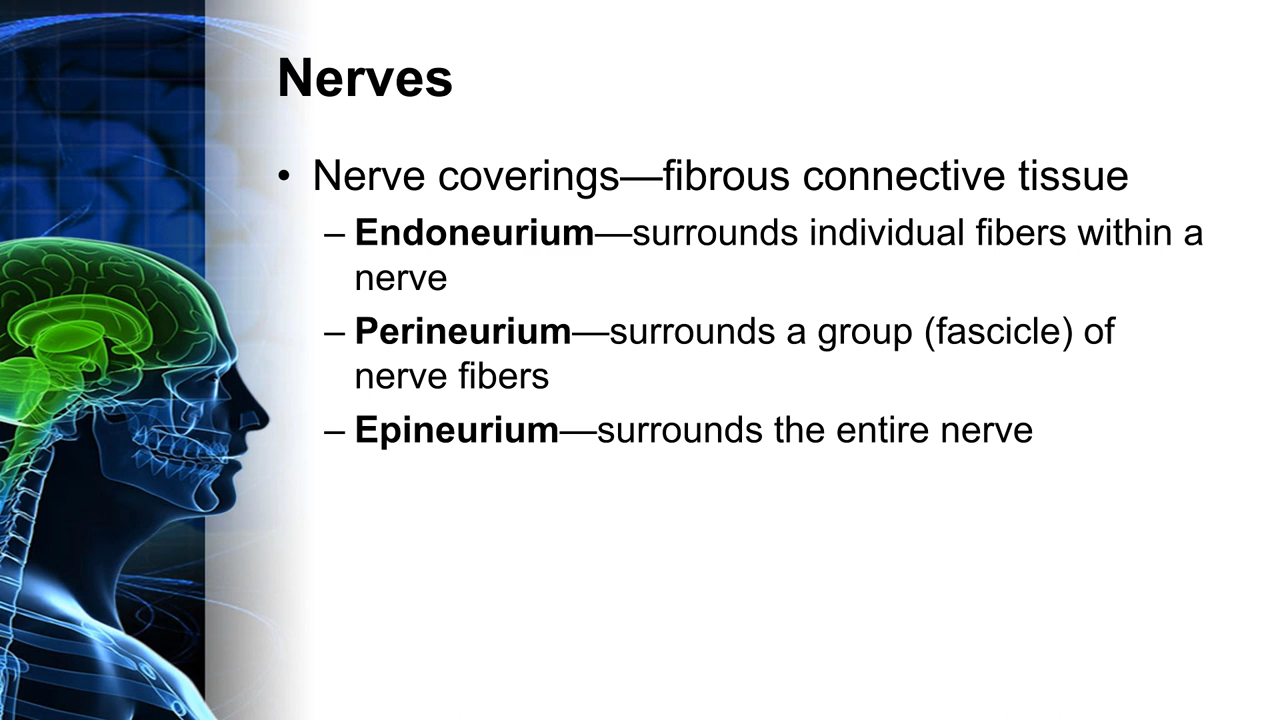 Nerves
• Nerve coverings—fibrous connective tissue
– Endoneurium—surrounds individual fibers within a
nerve
– Perineurium—surrounds a group (fascicle) of
nerve fibers
– Epineurium—surrounds the entire nerve